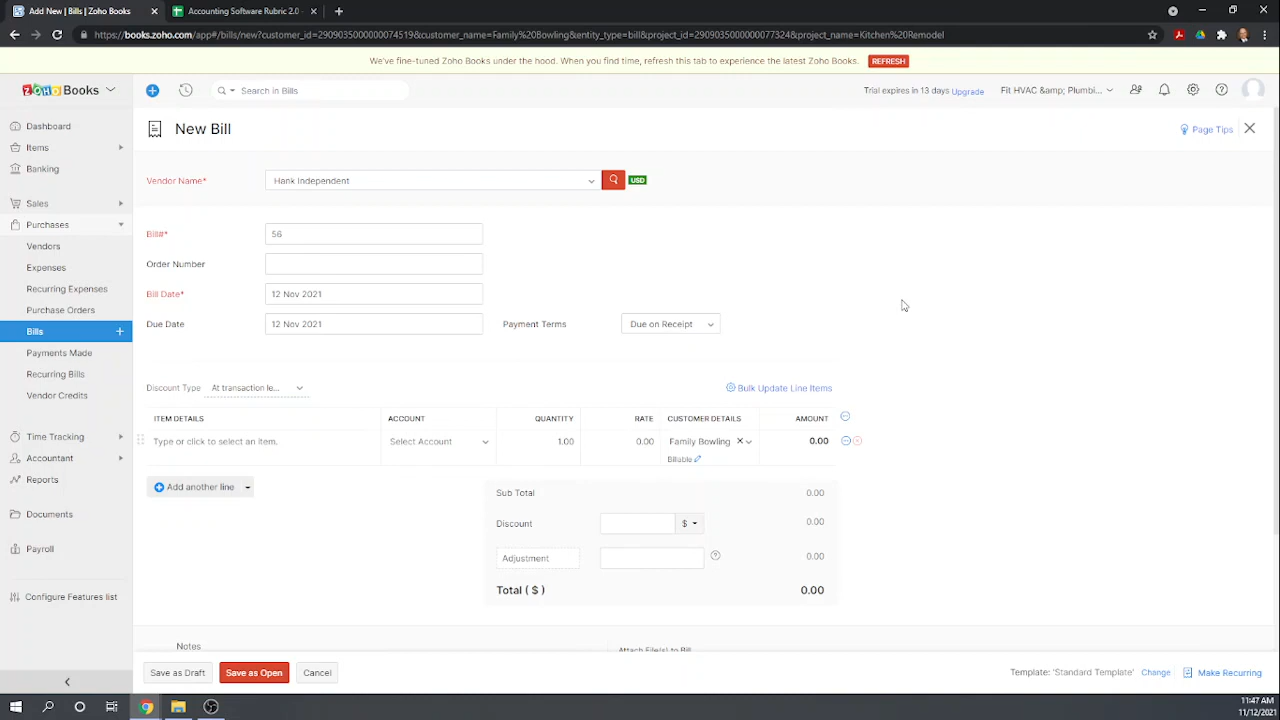 Add New | Bills | Zoho Books
Accounting Software Rubric 2.0 -
https://books.zoho.com/app#/bills/new?customer_id=2909035000000074519&customer_name=Family%20Bowling&entity_type=bill&project_id=2909035000000077324&project_name=Kitchen%20Remodel
We've fine-tuned Zoho Books under the hood. When you find time, refresh this tab to experience the latest Zoho Books. REFRESH
ZOHO Books
Search in Bills
Trial expires in 13 days Upgrade
Fit HVAC &amp; Plumbi...
Dashboard
Items
Banking
Sales
Purchases
Vendors
Expenses
Recurring Expenses
Purchase Orders
Bills
Payments Made
Recurring Bills
Vendor Credits
Time Tracking
Accountant
Reports
Documents
Payroll
Configure Features list
New Bill
Page Tips
Vendor Name* Hank Independent USD
Bill#* 56
Order Number
Bill Date* 12 Nov 2021
Due Date 12 Nov 2021 Payment Terms Due on Receipt
Discount Type At transaction le... Bulk Update Line Items
ITEM DETAILS ACCOUNT QUANTITY RATE CUSTOMER DETAILS AMOUNT
Type or click to select an item. Select Account 1.00 0.00 Family Bowling 0.00
Billable
Add another line
Sub Total 0.00
Discount $ 0.00
Adjustment 0.00
Total ( $ ) 0.00
Notes
Attach File(s) to Bill
Save as Draft Save as Open Cancel
Template: 'Standard Template' Change Make Recurring
11:47 AM
11/12/2021